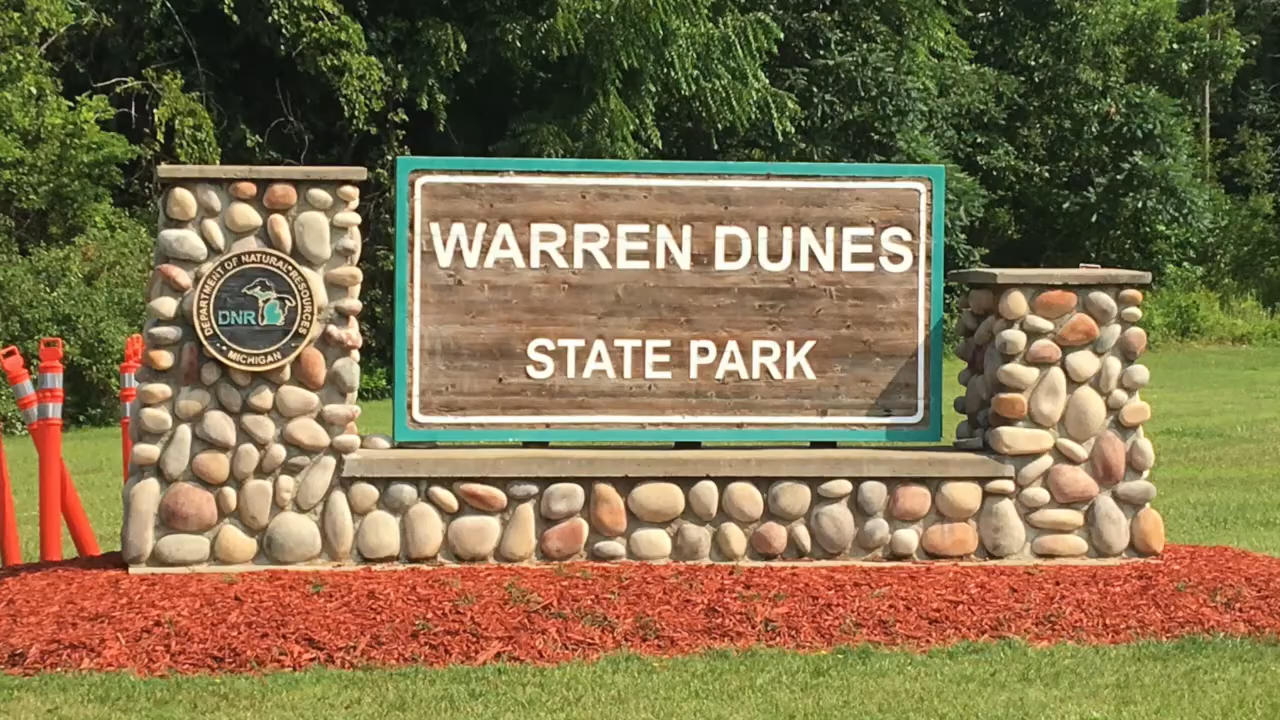 WARREN DUNES
STATE PARK
DEPARTMENT OF NATURAL RESOURCES
DNR
MICHIGAN